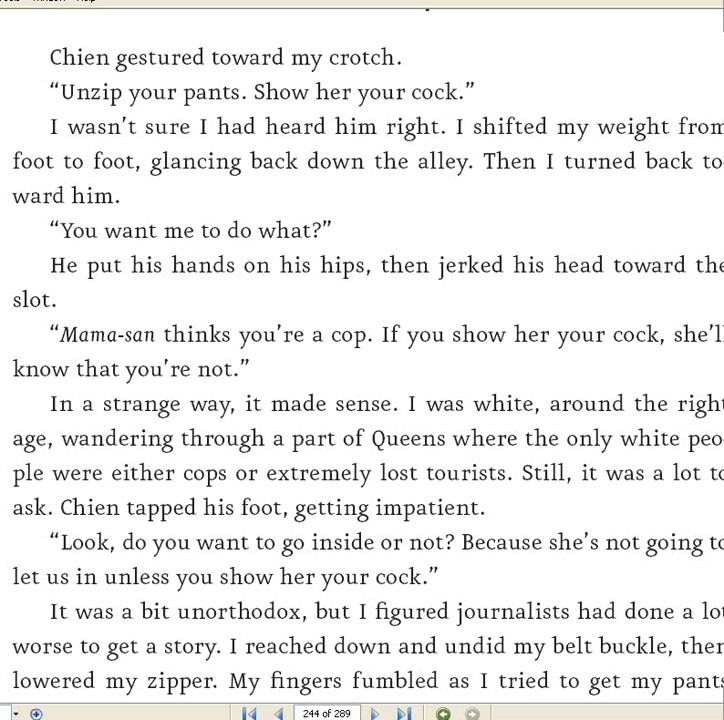 Chien gestured toward my crotch.
“Unzip your pants. Show her your cock.”
I wasn’t sure I had heard him right. I shifted my weight from
foot to foot, glancing back down the alley. Then I turned back to-
ward him.
“You want me to do what?”
He put his hands on his hips, then jerked his head toward the
slot.
“Mama-san thinks you’re a cop. If you show her your cock, she’ll
know that you’re not.”
In a strange way, it made sense. I was white, around the right
age, wandering through a part of Queens where the only white peo-
ple were either cops or extremely lost tourists. Still, it was a lot to
ask. Chien tapped his foot, getting impatient.
“Look, do you want to go inside or not? Because she’s not going to
let us in unless you show her your cock.”
It was a bit unorthodox, but I figured journalists had done a lot
worse to get a story. I reached down and undid my belt buckle, then
lowered my zipper. My fingers fumbled as I tried to get my pants
244 of 289